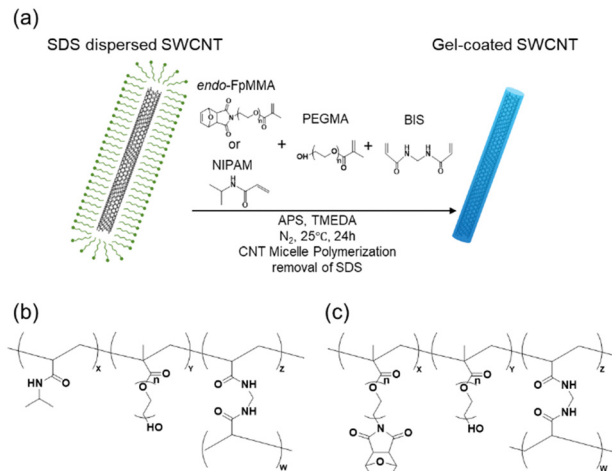 (a)
SDS dispersed SWCNT
Gel-coated SWCNT
endo-FpMMA
or
NIPAM
PEGMA
BIS
+
+
APS, TMEDA
N₂, 25℃, 24h
CNT Micelle Polymerization
removal of SDS
O
O
N
O
O
n
O
OH
O
n
O
O
H
N
H
N
O
H
N
O
(b)
X
Y
Z
HN
O
O
n
O
HO
O
NH
NH
O
W
(c)
X
Y
Z
O
n
O
N
O
O
O
O
n
O
HO
O
NH
NH
O
W